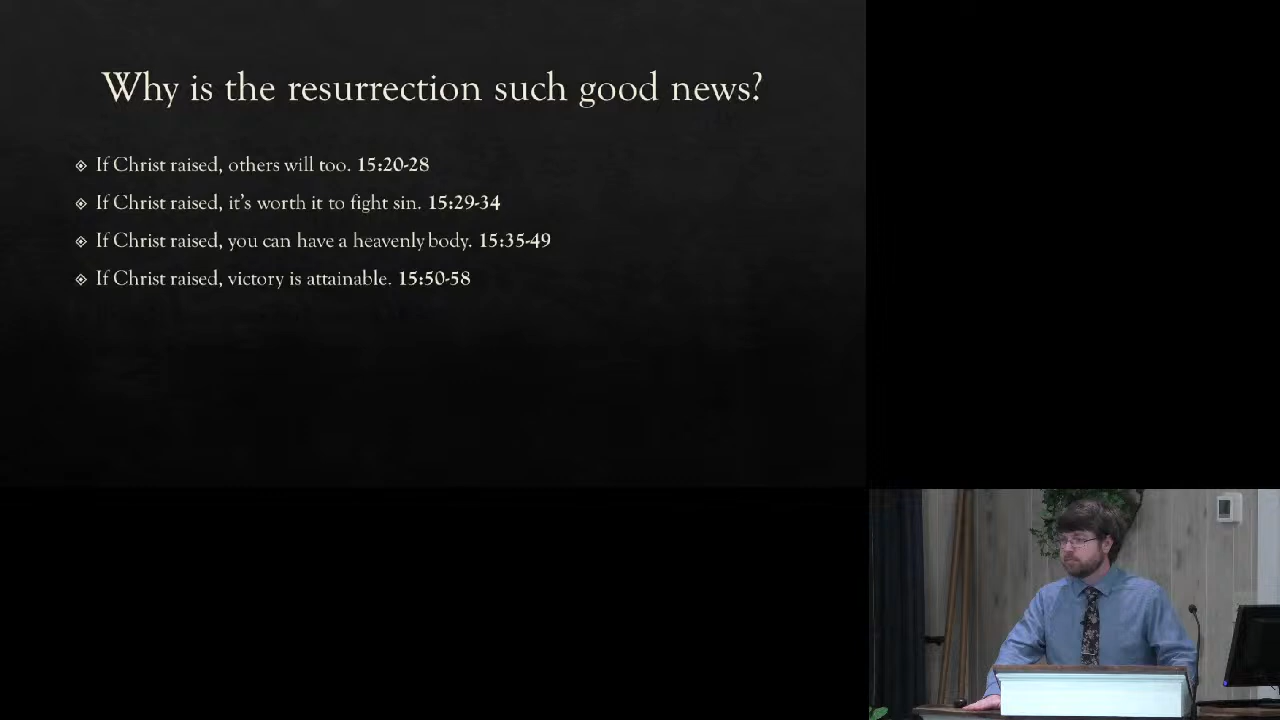 Why is the resurrection such good news?
If Christ raised, others will too. 15:20-28
If Christ raised, it's worth it to fight sin. 15:29-34
If Christ raised, you can have a heavenly body. 15:35-49
If Christ raised, victory is attainable. 15:50-58